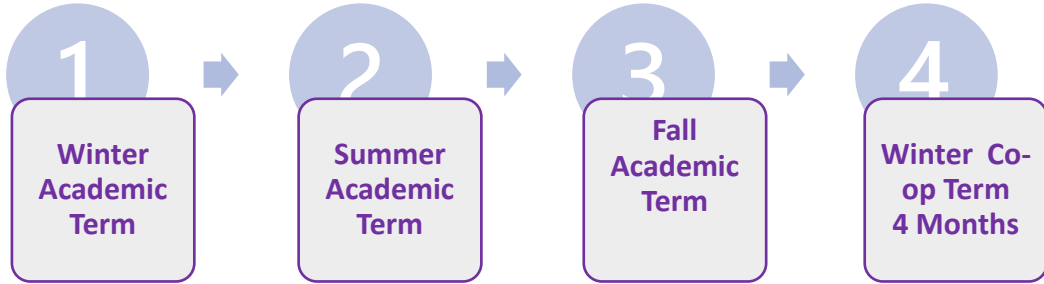 1
Winter
Academic
Term
2
Summer
Academic
Term
3
Fall
Academic
Term
4
Winter Co-
op Term
4 Months